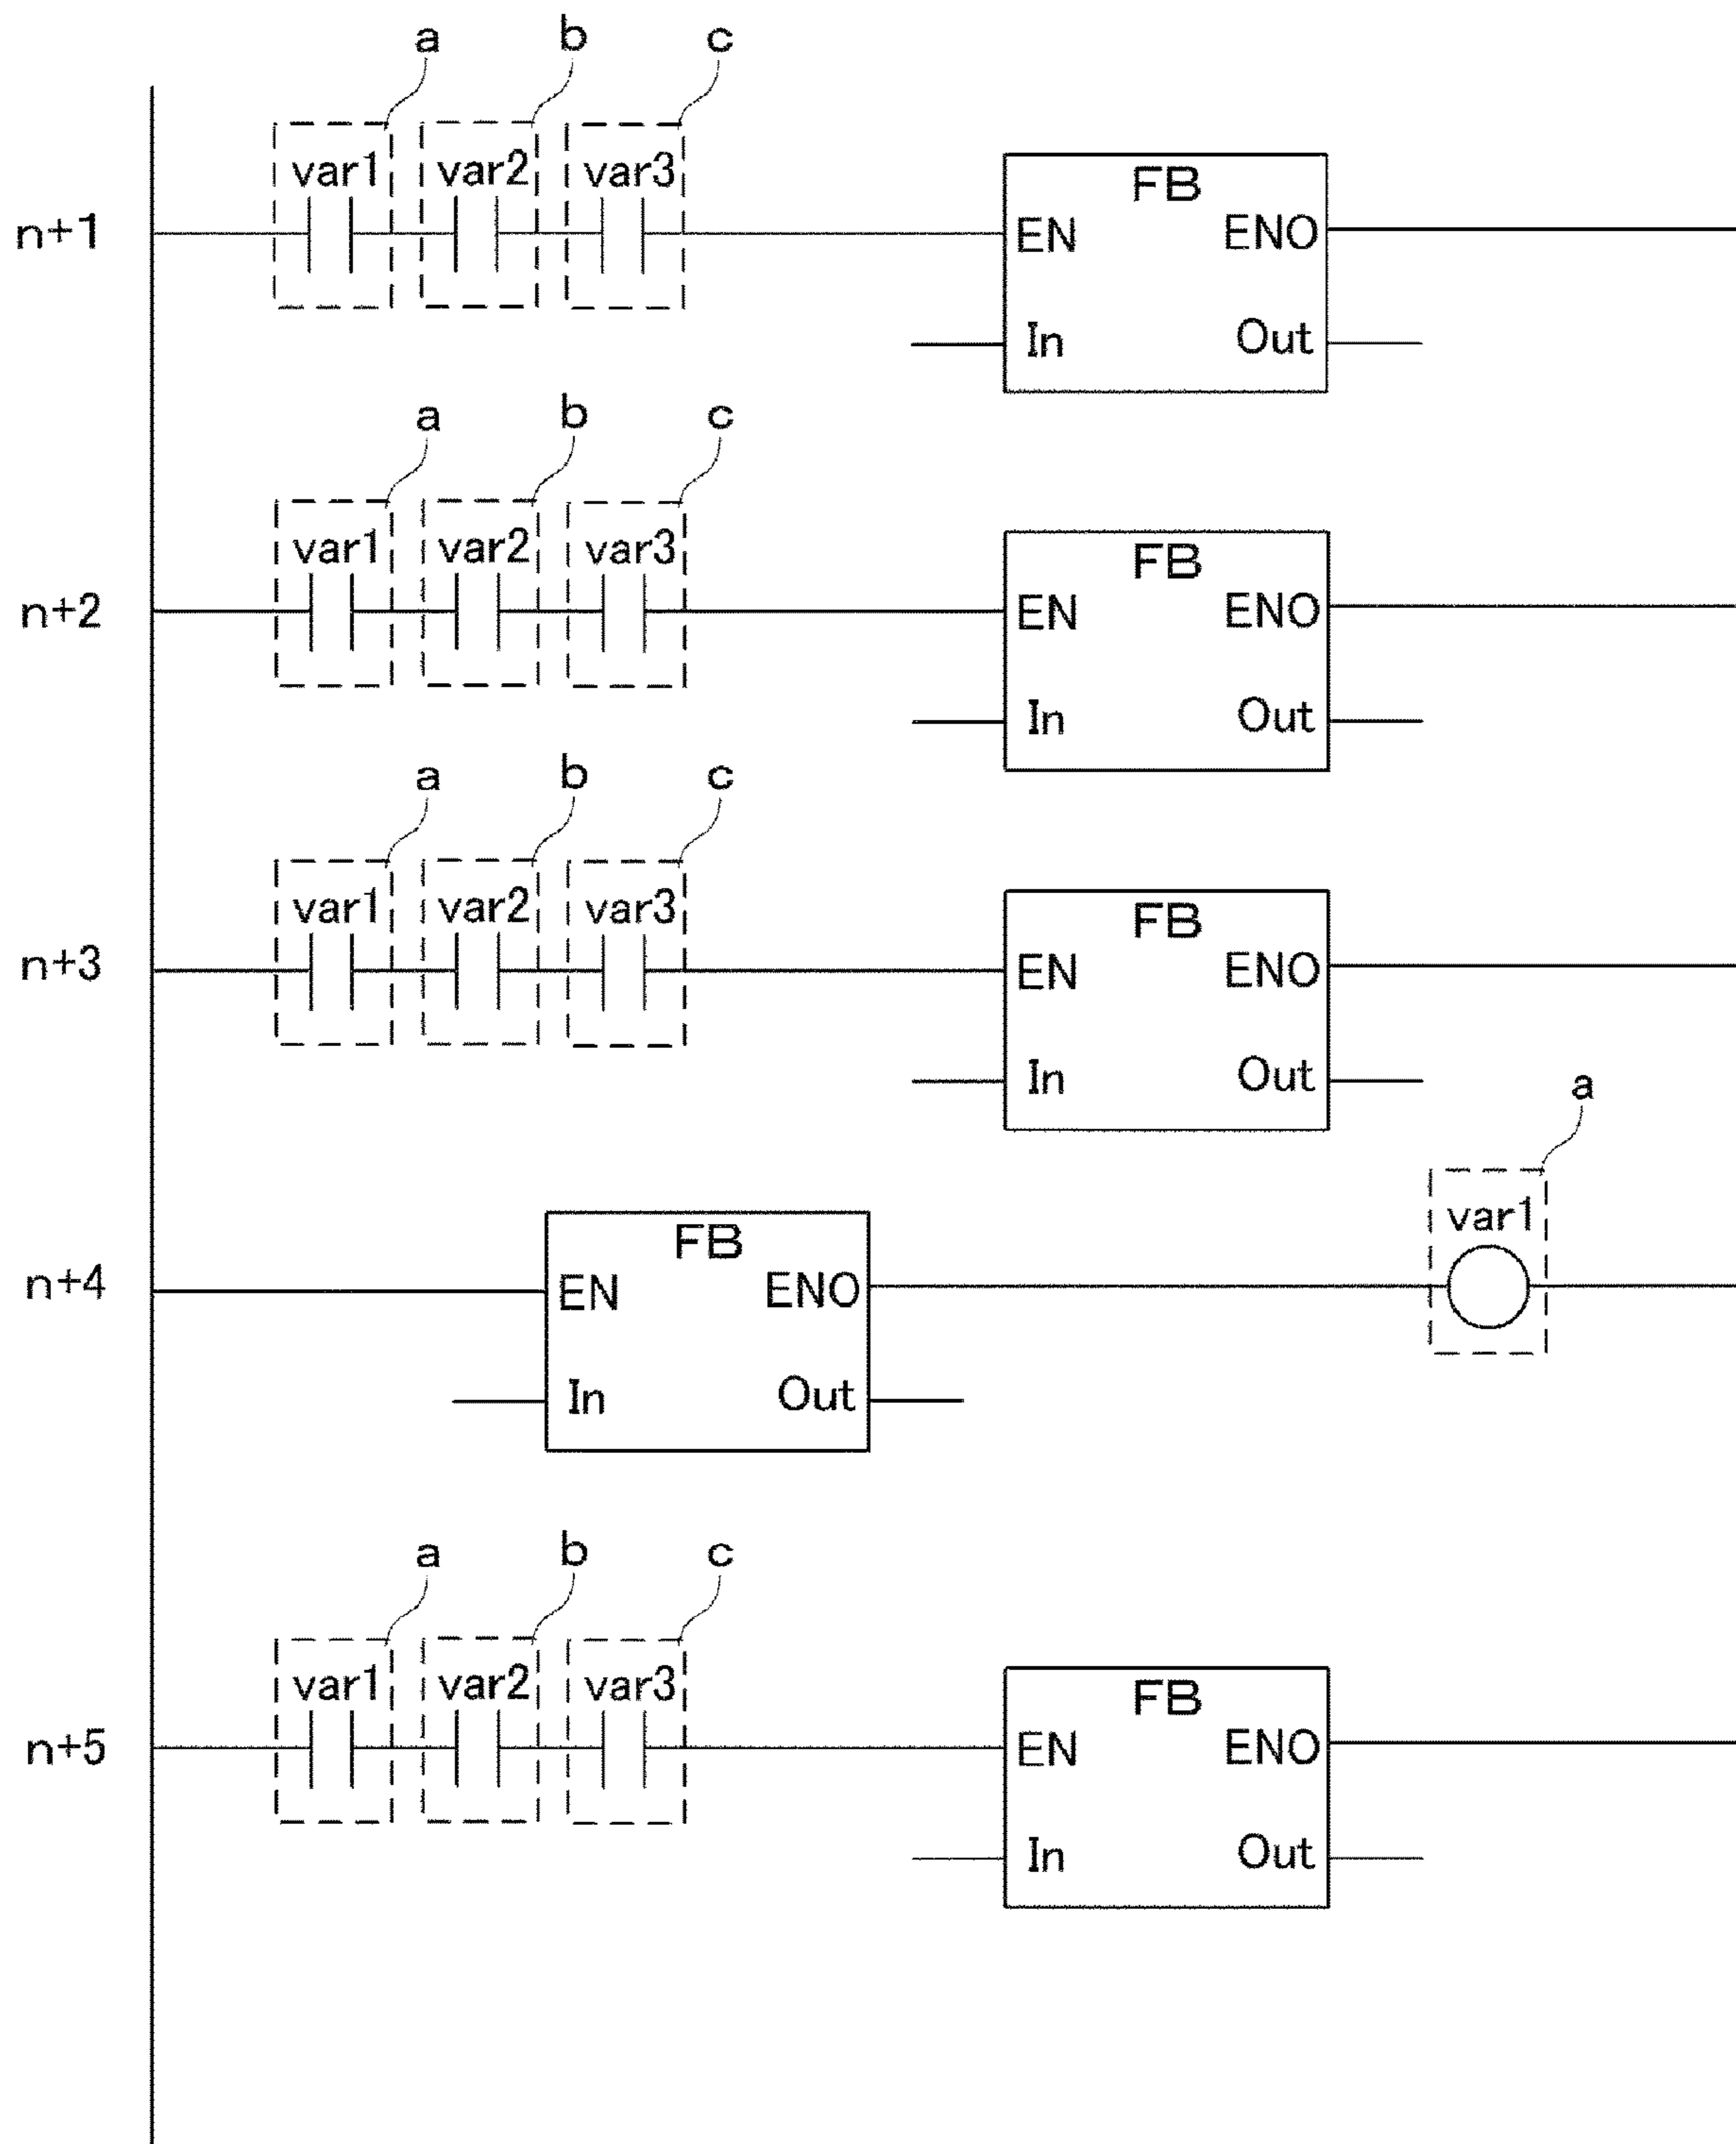 a b c
var1 var2 var3 FB
n+1 EN ENO
In Out
a b c
var1 var2 var3 FB
n+2 EN ENO
In Out
a b c
var1 var2 var3 FB
n+3 EN ENO
In Out
a
var1
FB
n+4 EN ENO
In Out
a b c
var1 var2 var3 FB
n+5 EN ENO
In Out